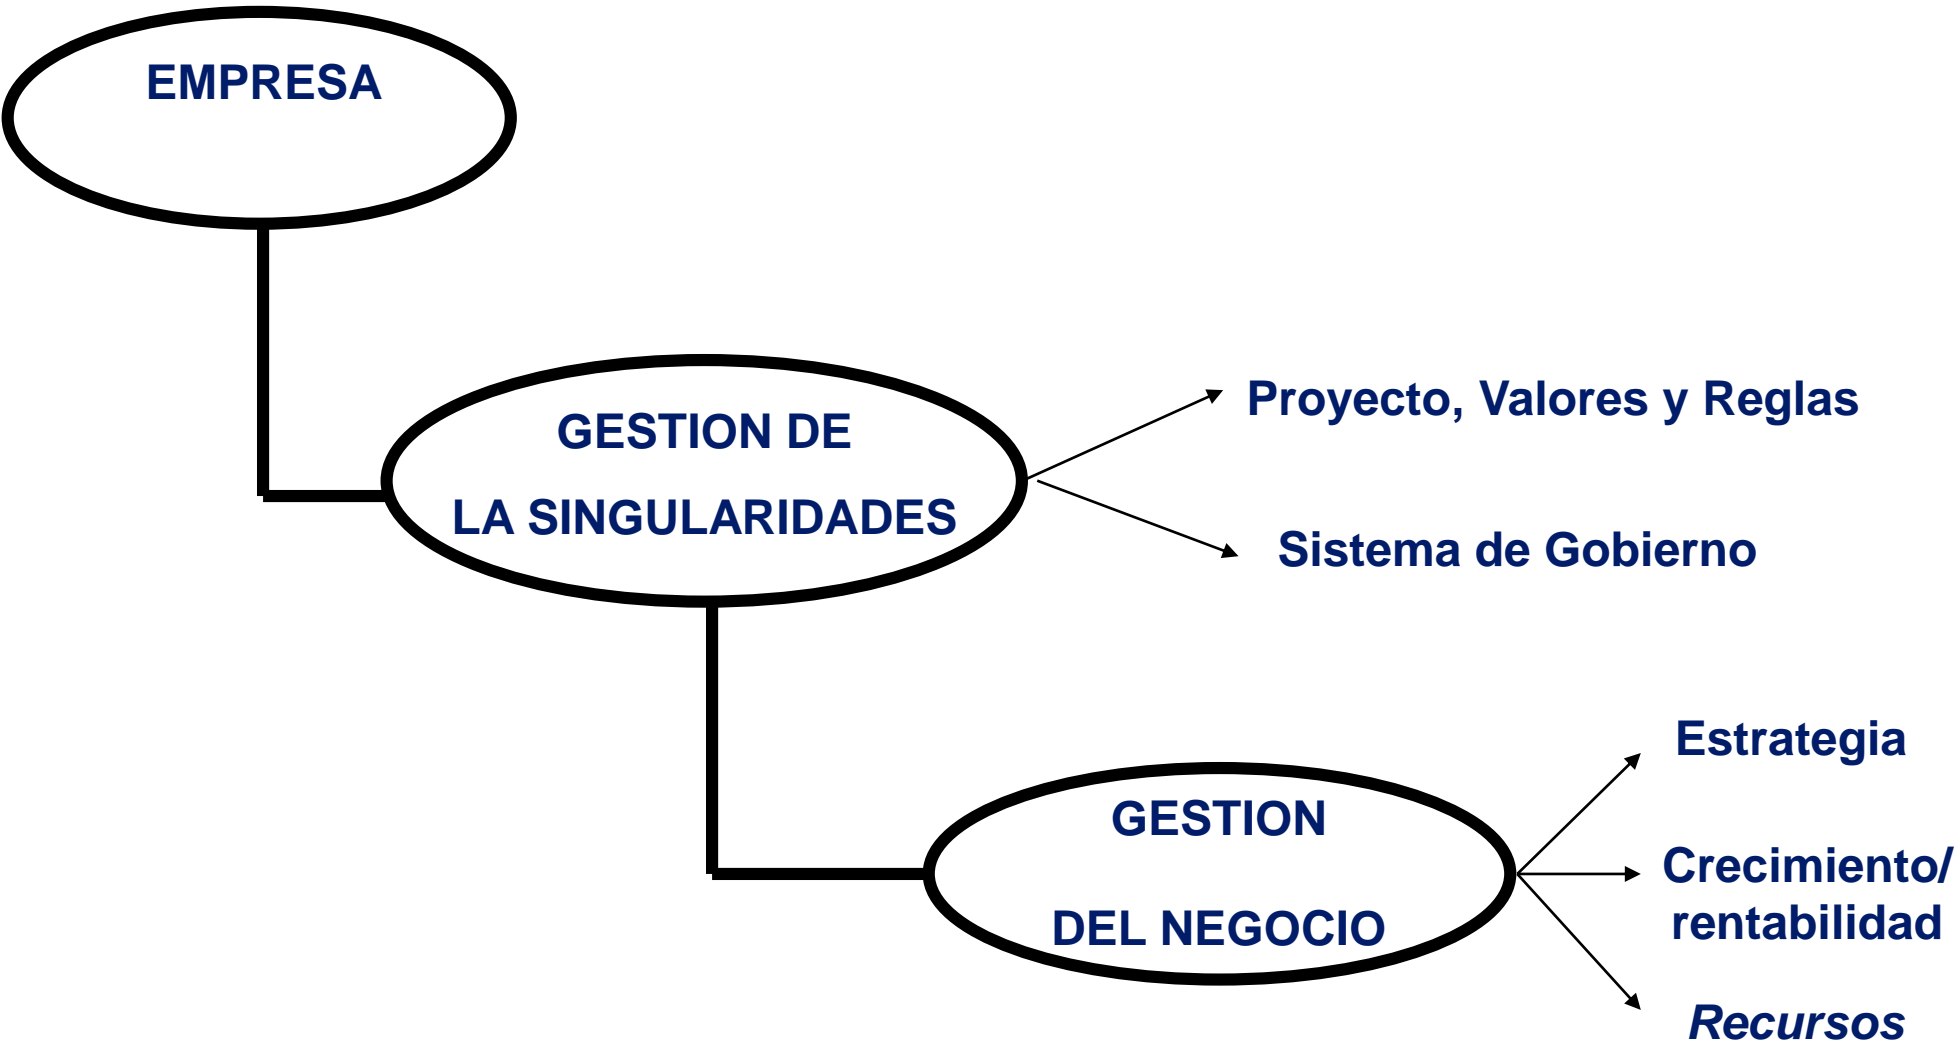 EMPRESA
GESTION DE
LA SINGULARIDADES
Proyecto, Valores y Reglas
Sistema de Gobierno
GESTION
DEL NEGOCIO
Estrategia
Crecimiento/
rentabilidad
Recursos